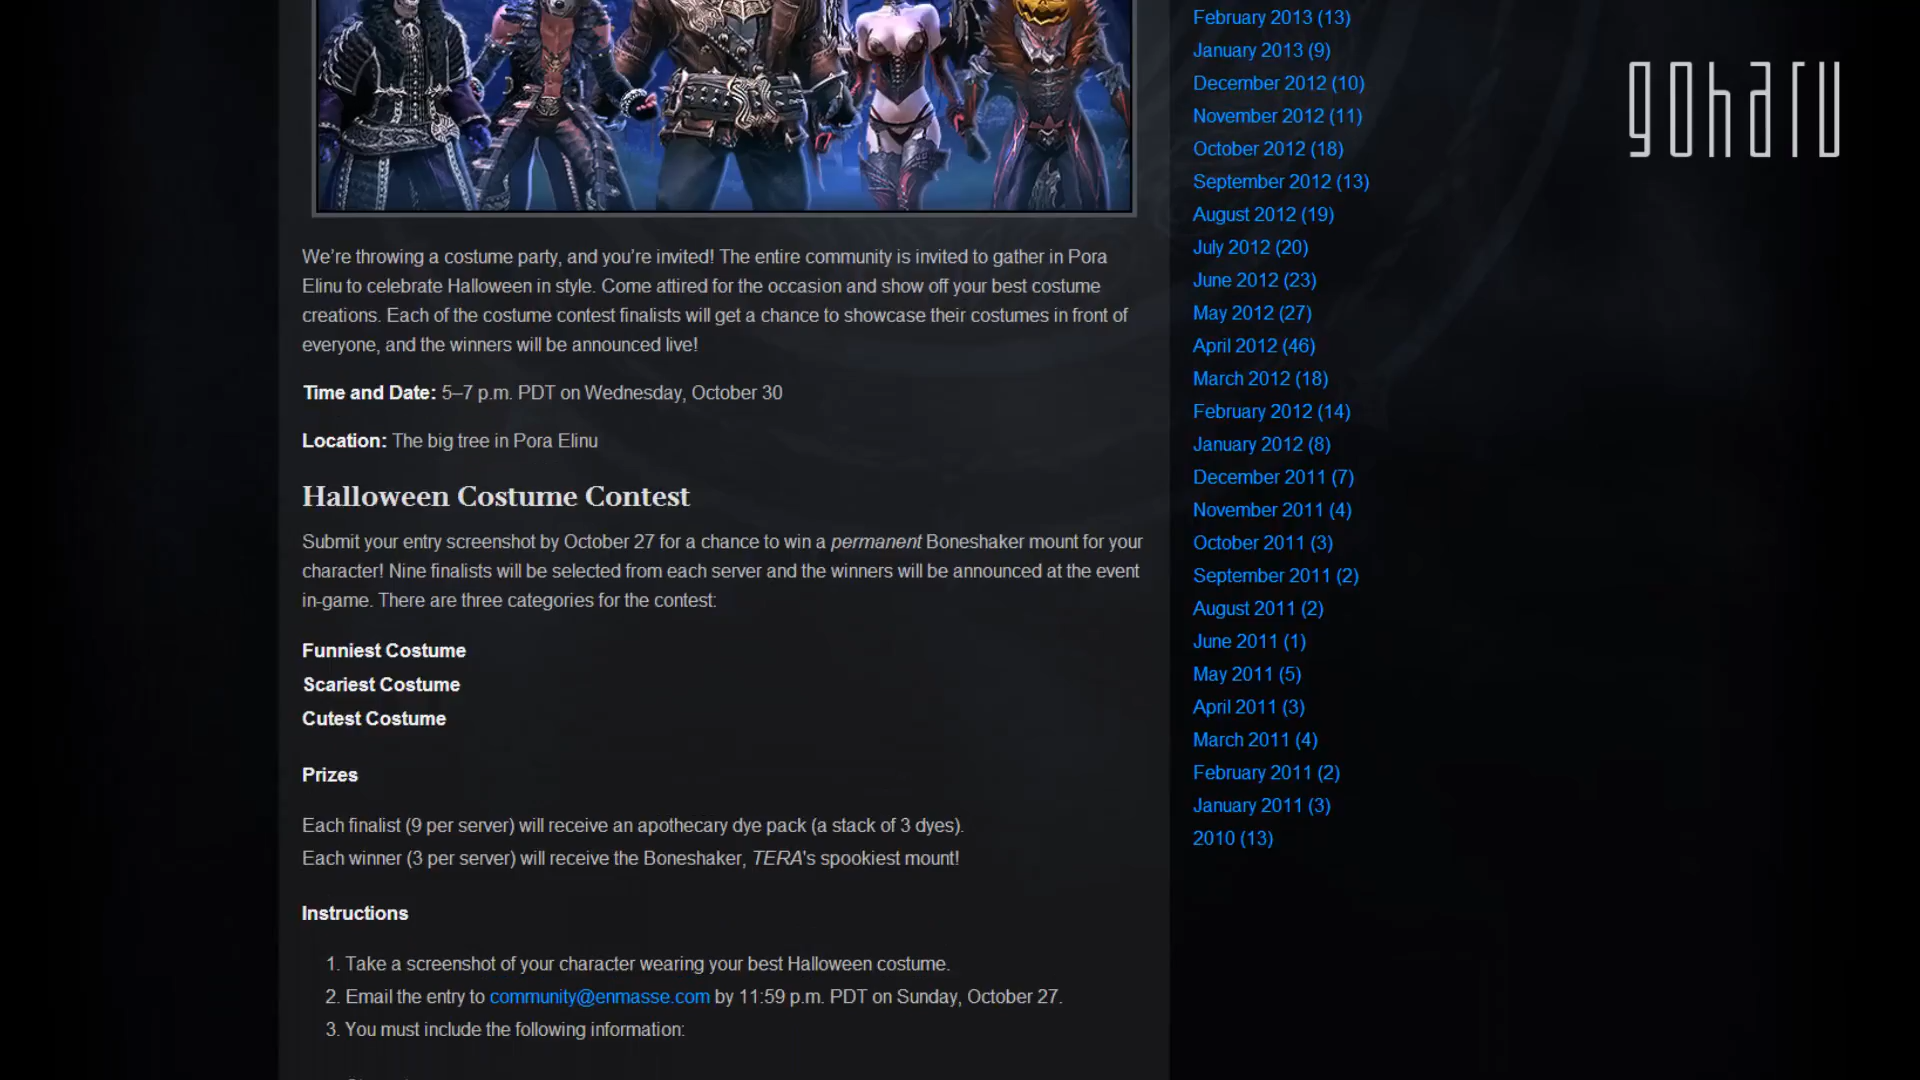 We’re throwing a costume party, and you’re invited! The entire community is invited to gather in Pora
Elinu to celebrate Halloween in style. Come attired for the occasion and show off your best costume
creations. Each of the costume contest finalists will get a chance to showcase their costumes in front of
everyone, and the winners will be announced live!
Time and Date: 5–7 p.m. PDT on Wednesday, October 30
Location: The big tree in Pora Elinu
Halloween Costume Contest
Submit your entry screenshot by October 27 for a chance to win a permanent Boneshaker mount for your
character! Nine finalists will be selected from each server and the winners will be announced at the event
in-game. There are three categories for the contest:
Funniest Costume
Scariest Costume
Cutest Costume
Prizes
Each finalist (9 per server) will receive an apothecary dye pack (a stack of 3 dyes).
Each winner (3 per server) will receive the Boneshaker, TERA's spookiest mount!
Instructions
1. Take a screenshot of your character wearing your best Halloween costume.
2. Email the entry to community@enmasse.com by 11:59 p.m. PDT on Sunday, October 27.
3. You must include the following information:
February 2013 (13)
January 2013 (9)
December 2012 (10)
November 2012 (11)
October 2012 (18)
September 2012 (13)
August 2012 (19)
July 2012 (20)
June 2012 (23)
May 2012 (27)
April 2012 (46)
March 2012 (18)
February 2012 (14)
January 2012 (8)
December 2011 (7)
November 2011 (4)
October 2011 (3)
September 2011 (2)
August 2011 (2)
June 2011 (1)
May 2011 (5)
April 2011 (3)
March 2011 (4)
February 2011 (2)
January 2011 (3)
2010 (13)
goharu